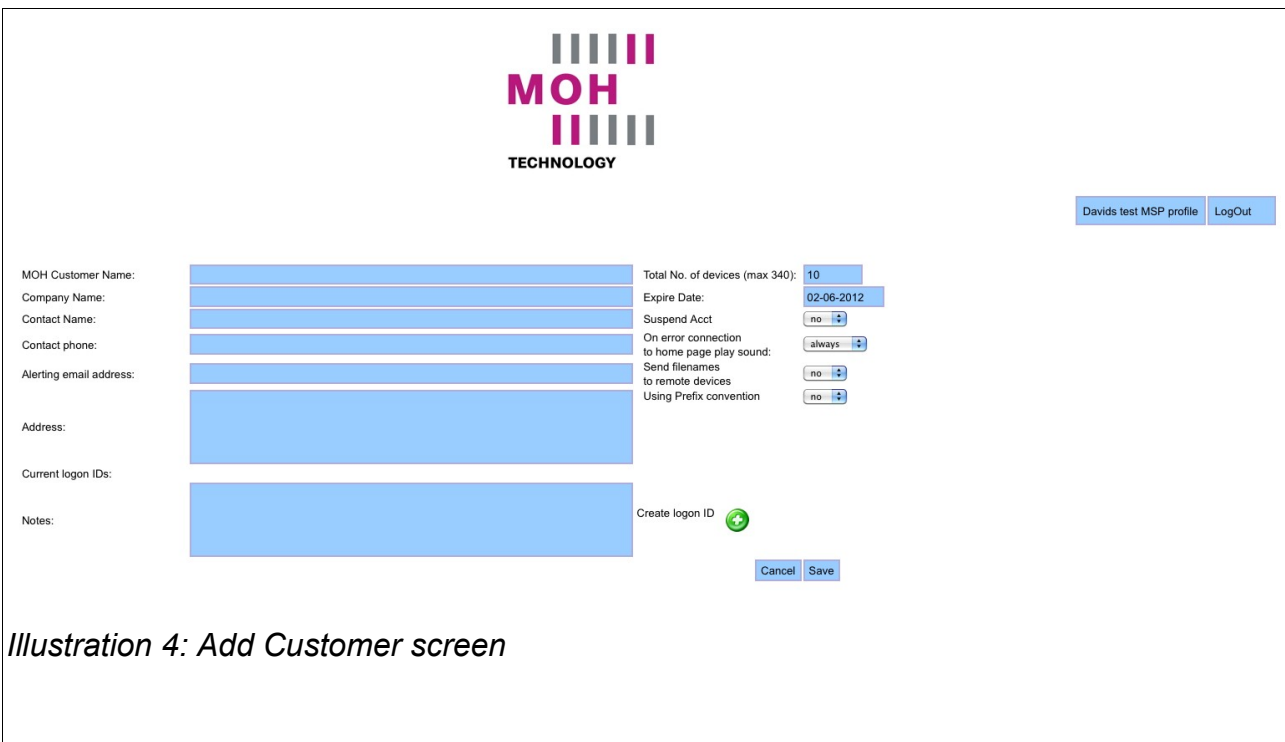 MOH
TECHNOLOGY
Davids test MSP profile LogOut
MOH Customer Name:
Company Name:
Contact Name:
Contact phone:
Alerting email address:
Address:
Current logon IDs:
Notes:
Total No. of devices (max 340): 10
Expire Date: 02-06-2012
Suspend Acct no
On error connection
to home page play sound: always
Send filenames
to remote devices no
Using Prefix convention no
Create logon ID
Cancel Save
Illustration 4: Add Customer screen